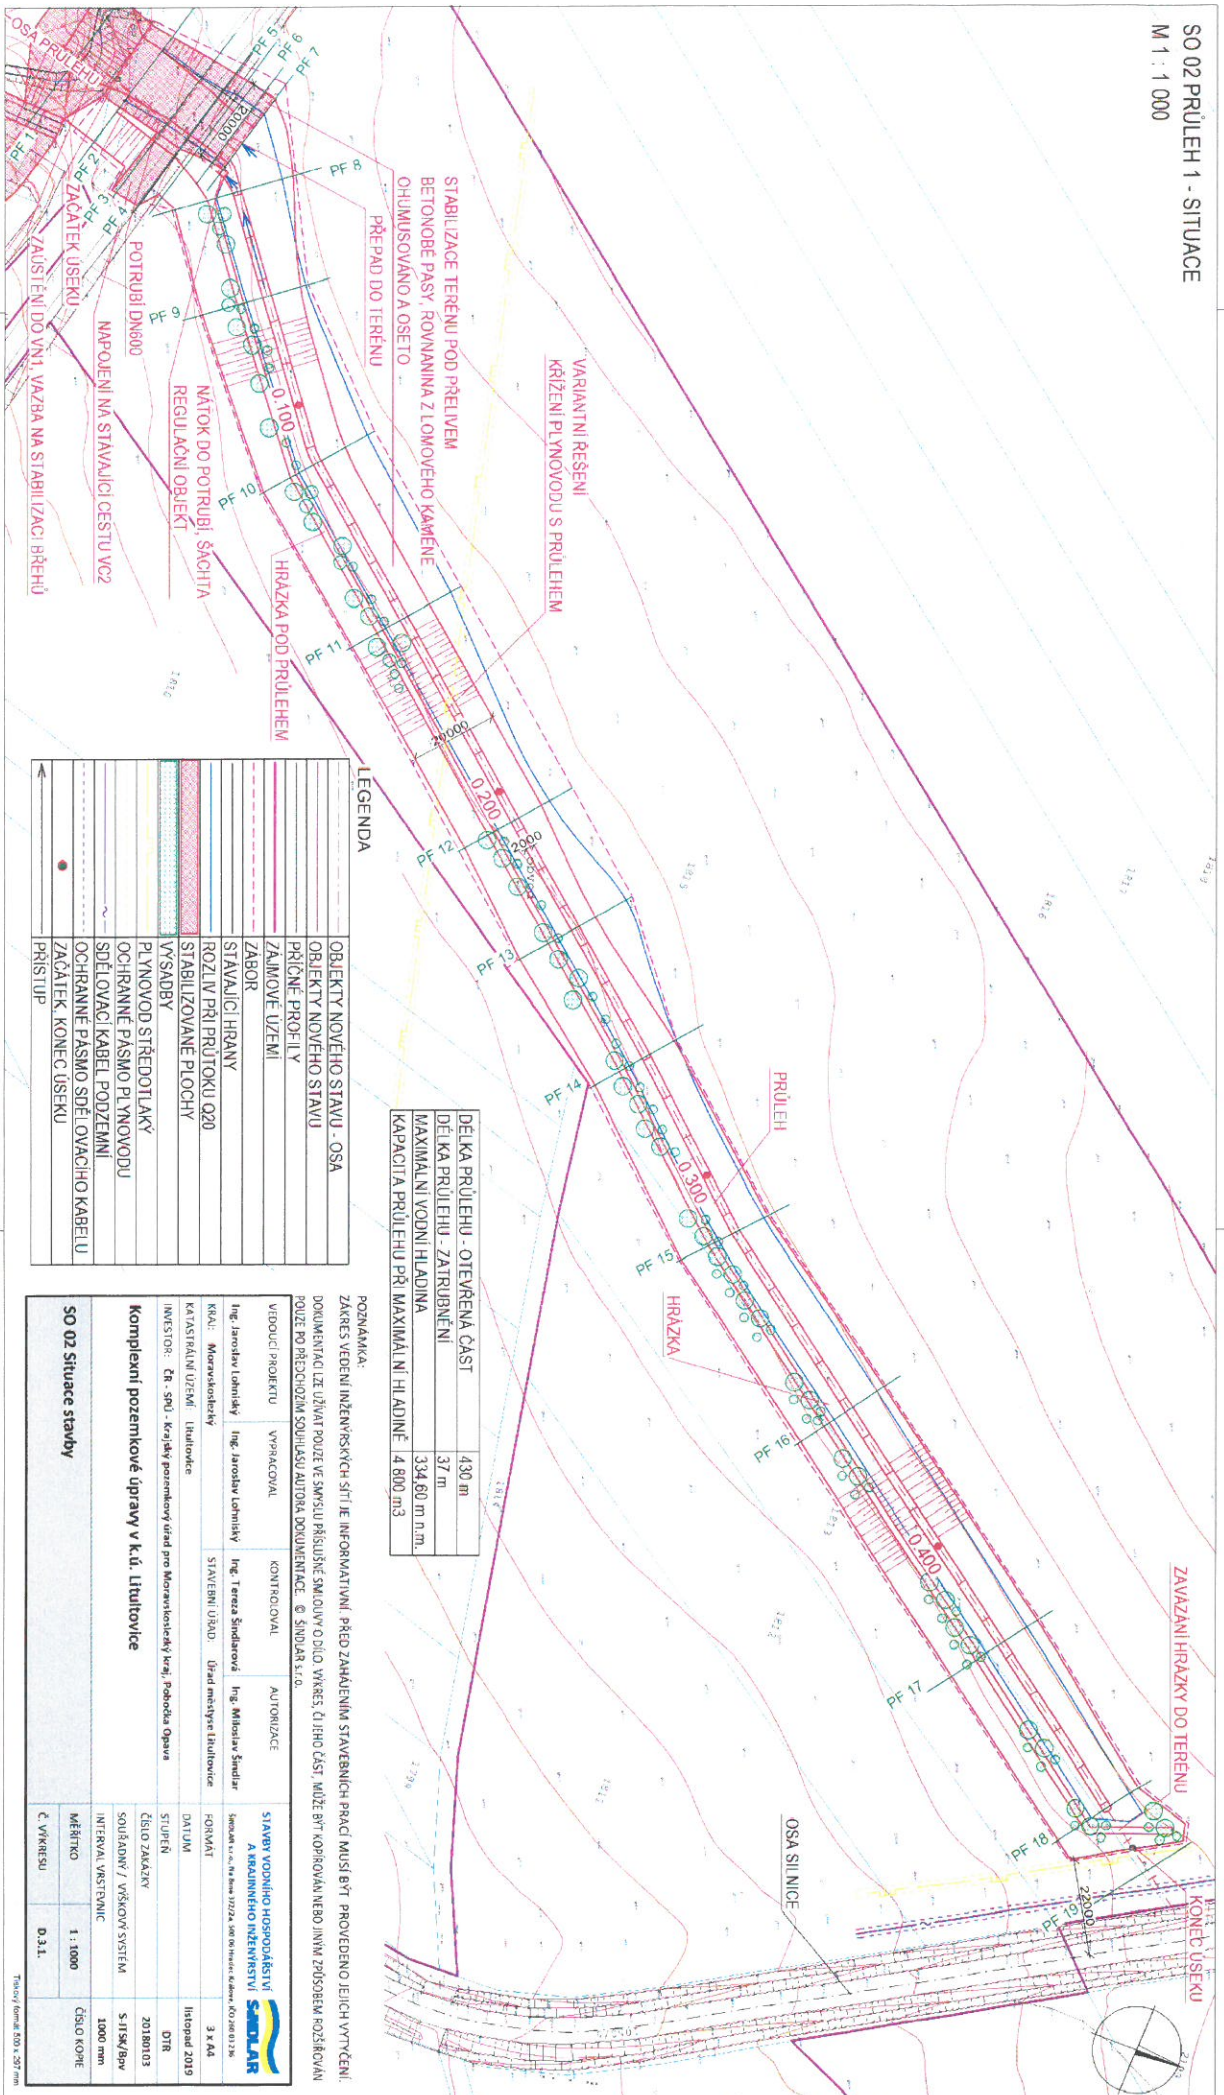 SO 02 PRŮLEH 1 - SITUACE
M 1 : 1 000
OSA PRŮLEHU
PF 1
PF 2
PF 3
PF 4
PF 5
PF 6
PF 7
PF 8
PF 9
PF 10
PF 11
PF 12
PF 13
PF 14
PF 15
PF 16
PF 17
PF 18
PF 19
20000
20000
2000
22000
0.100
0.200
0.300
0.400
STABILIZACE TERÉNU POD PŘELIVEM
BETONOBÉ PASY, ROVNANINA Z LOMOVÉHO KAMENE
OHUMUSOVÁNO A OSETO
PŘEPAD DO TERÉNU
VARIANTNÍ ŘEŠENÍ
KŘÍŽENÍ PLYNOVODU S PRŮLEHEM
PRŮLEH
HRÁZKA
ZAVÁZÁNÍ HRÁZKY DO TERÉNU
KONEC ÚSEKU
OSA SILNICE
HRÁZKA POD PRŮLEHEM
NÁTOK DO POTRUBÍ, ŠACHTA
REGULAČNÍ OBJEKT
POTRUBÍ DN600
NAPOJENÍ NA STÁVAJÍCÍ CESTU VC2
ZAČÁTEK ÚSEKU
ZAÚSTĚNÍ DO VN1, VAZBA NA STABILIZACI BŘEHŮ
LEGENDA
OBJEKTY NOVÉHO STAVU - OSA
OBJEKTY NOVÉHO STAVU
PŘÍČNÉ PROFILY
ZÁJMOVÉ ÚZEMÍ
ZÁBOR
STÁVAJÍCÍ HRANY
ROZLIV PŘI PRŮTOKU Q20
STABILIZOVANÉ PLOCHY
VÝSADBY
PLYNOVOD STŘEDOTLAKÝ
OCHRANNÉ PÁSMO PLYNOVODU
SDĚLOVACÍ KABEL PODZEMNÍ
OCHRANNÉ PÁSMO SDĚLOVACÍHO KABELU
ZAČÁTEK, KONEC ÚSEKU
PŘÍSTUP
DÉLKA PRŮLEHU - OTEVŘENÁ ČÁST 430 m
DÉLKA PRŮLEHU - ZATRUBNĚNÍ 37 m
MAXIMÁLNÍ VODNÍ HLADINA 334,60 m n.m.
KAPACITA PRŮLEHU PŘI MAXIMÁLNÍ HLADINĚ 4 800 m3
POZNÁMKA:
ZÁKRES VEDENÍ INŽENÝRSKÝCH SÍTÍ JE INFORMATIVNÍ. PŘED ZAHÁJENÍM STAVEBNÍCH PRACÍ MUSÍ BÝT PROVEDENO JEJICH VYTYČENÍ.
DOKUMENTACI LZE UŽÍVAT POUZE VE SMYSLU PŘÍSLUŠNÉ SMLOUVY O DÍLO. VÝKRES, ČI JEHO ČÁST, MŮŽE BÝT KOPÍROVÁN NEBO JINÝM ZPŮSOBEM ROZŠIŘOVÁN
POUZE PO PŘEDCHOZÍM SOUHLASU AUTORA DOKUMENTACE. © ŠINDLAR s.r.o.
VEDOUCÍ PROJEKTU VYPRACOVAL KONTROLOVAL AUTORIZACE
Ing. Jaroslav Lohniský Ing. Jaroslav Lohniský Ing. Tereza Šindlarová Ing. Miloslav Šindlar
STAVBY VODNÍHO HOSPODÁŘSTVÍ
A KRAJINNÉHO INŽENÝRSTVÍ
ŠINDLAR
KRAJ: Moravskoslezký STAVEBNÍ ÚŘAD: Úřad městyse Litultovice
KATASTRÁLNÍ ÚZEMÍ: Litultovice
INVESTOR: ČR - SPÚ - Krajský pozemkový úřad pro Moravskoslezký kraj, Pobočka Opava
Komplexní pozemkové úpravy v k.ú. Litultovice
SO 02 Situace stavby
FORMÁT 3 x A4
DATUM listopad 2019
STUPEŇ DTR
ČÍSLO ZAKÁZKY 20180103
SOUŘADNÝ / VÝŠKOVÝ SYSTÉM S-JTSK/Bpv
INTERVAL VRSTEVNIC 1000 mm
MĚŘÍTKO 1 : 1000 ČÍSLO KOPIE
Č. VÝKRESU D.3.1.